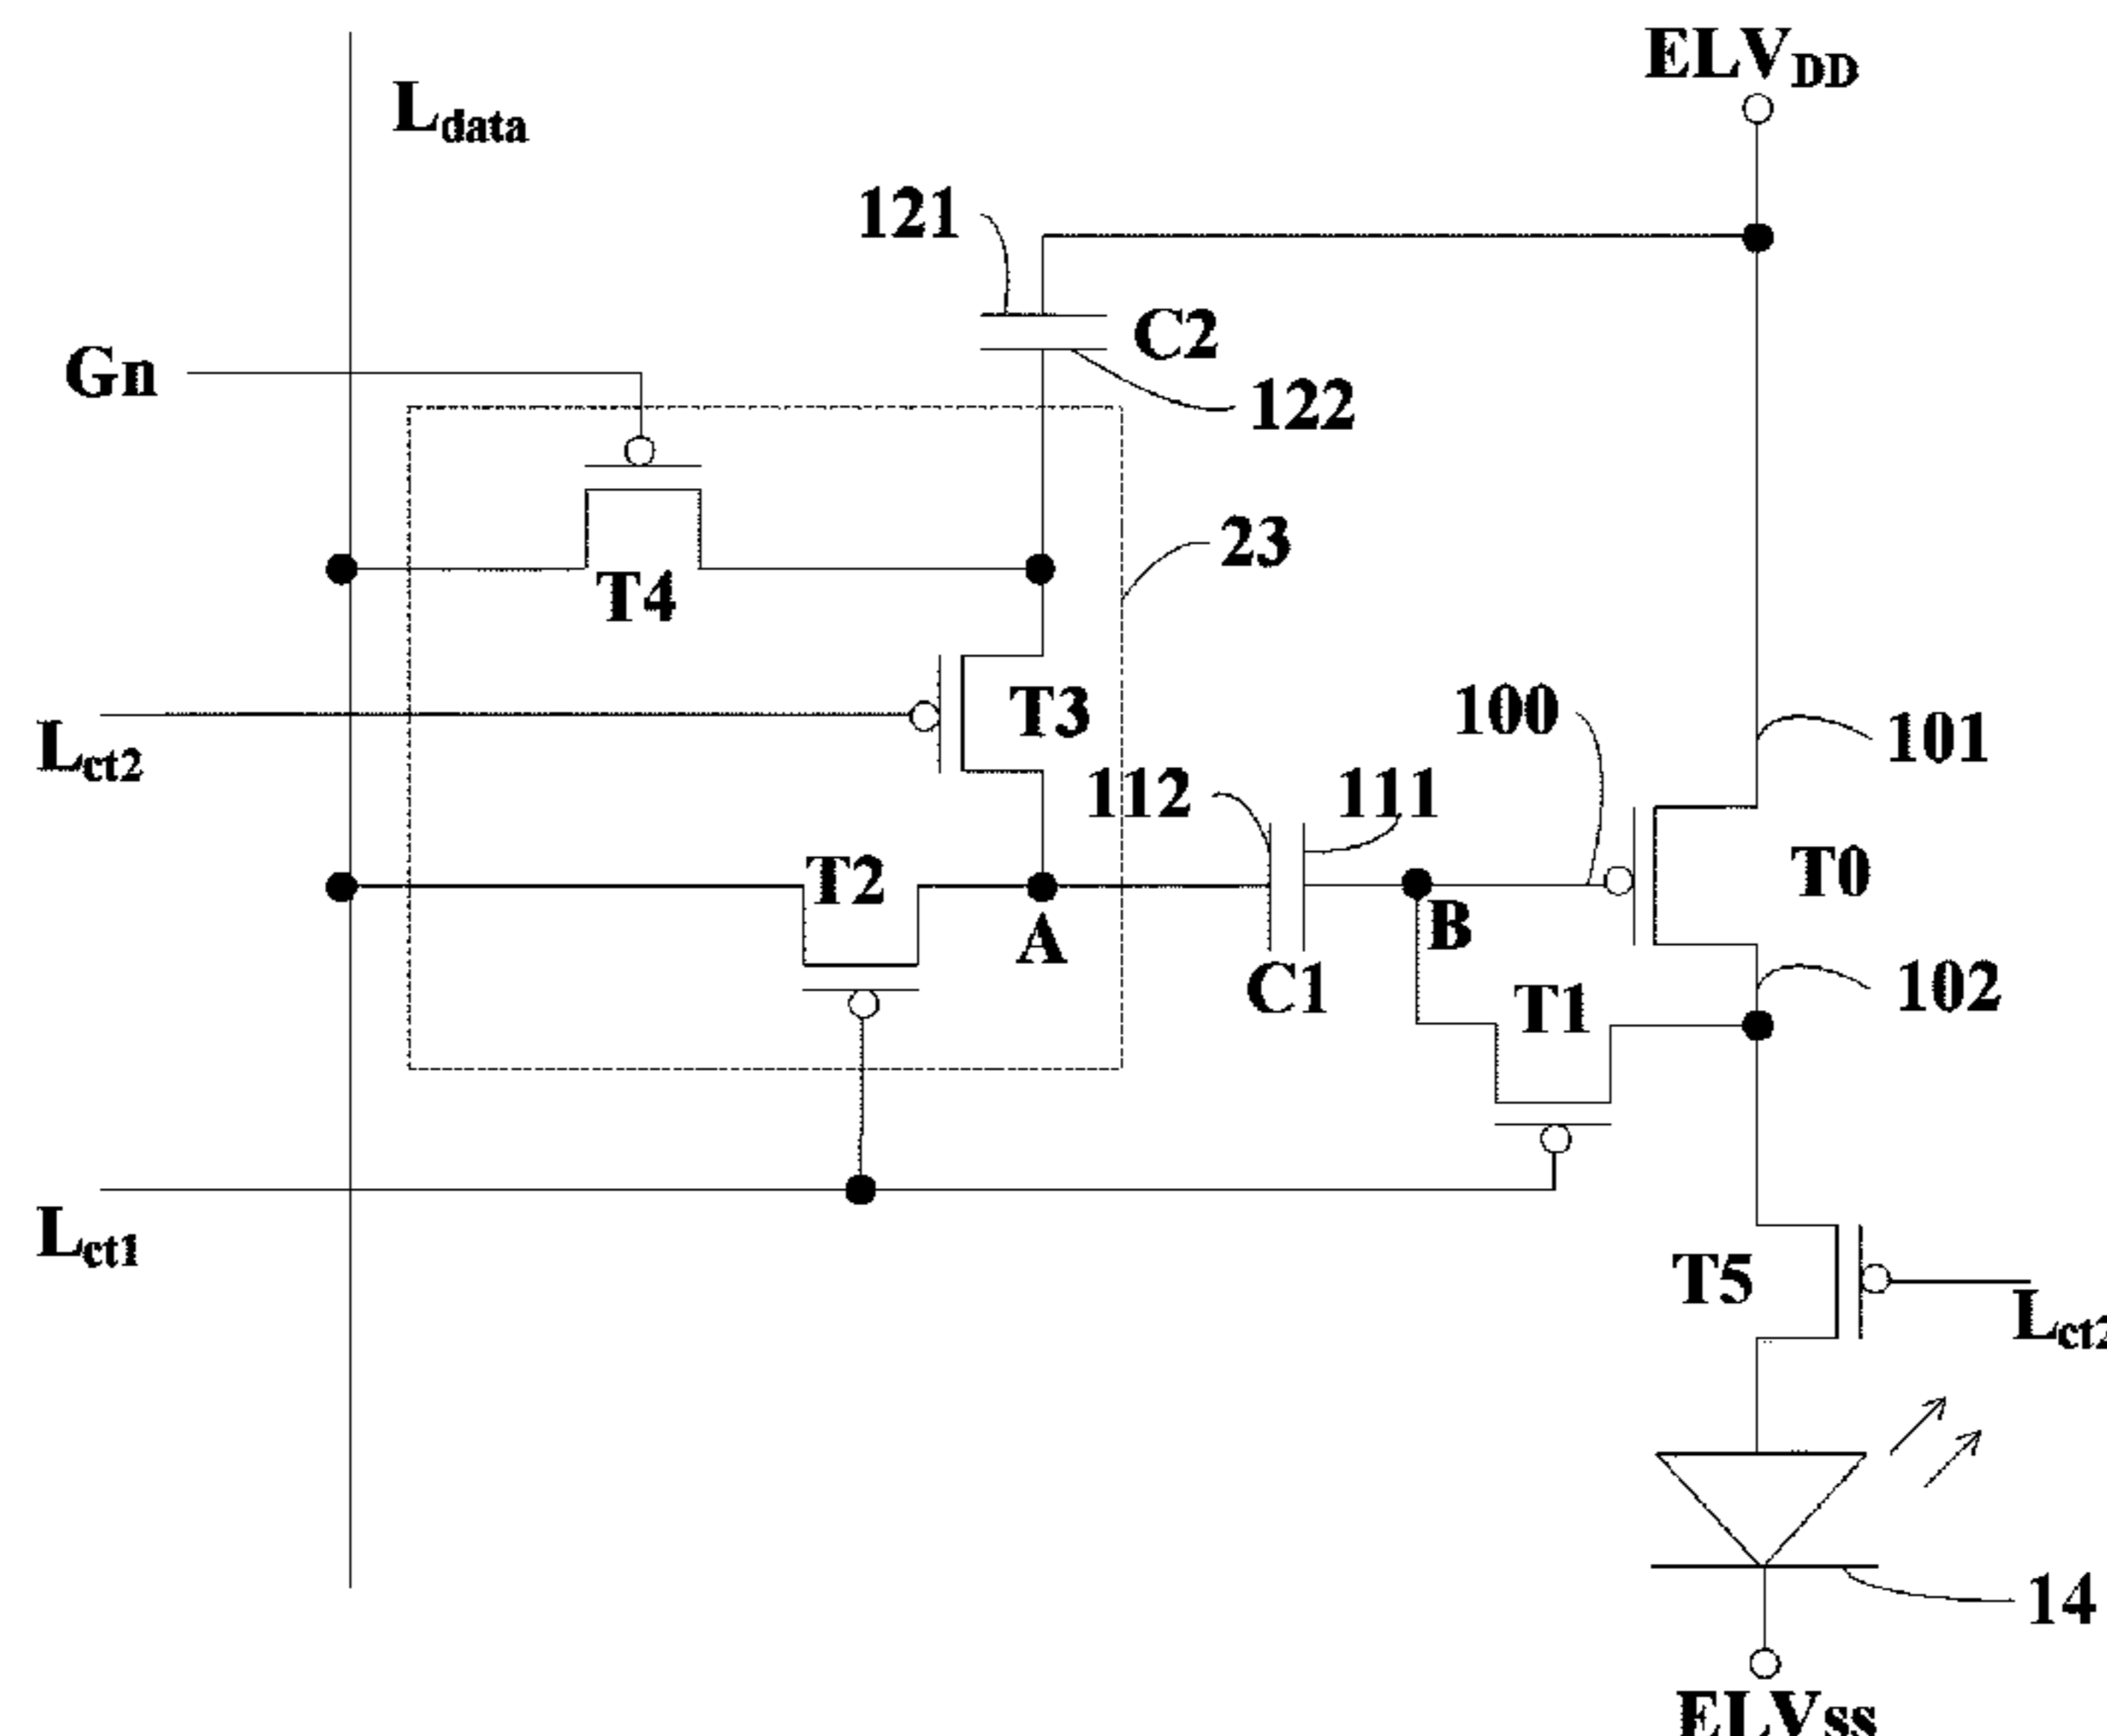 ELVDD
Ldata
121
C2
Gn
122
23
T4
T3
100
101
Lct2
112
111
T2
T0
A
B
C1
T1
102
Lct1
T5
Lct2
14
ELVss